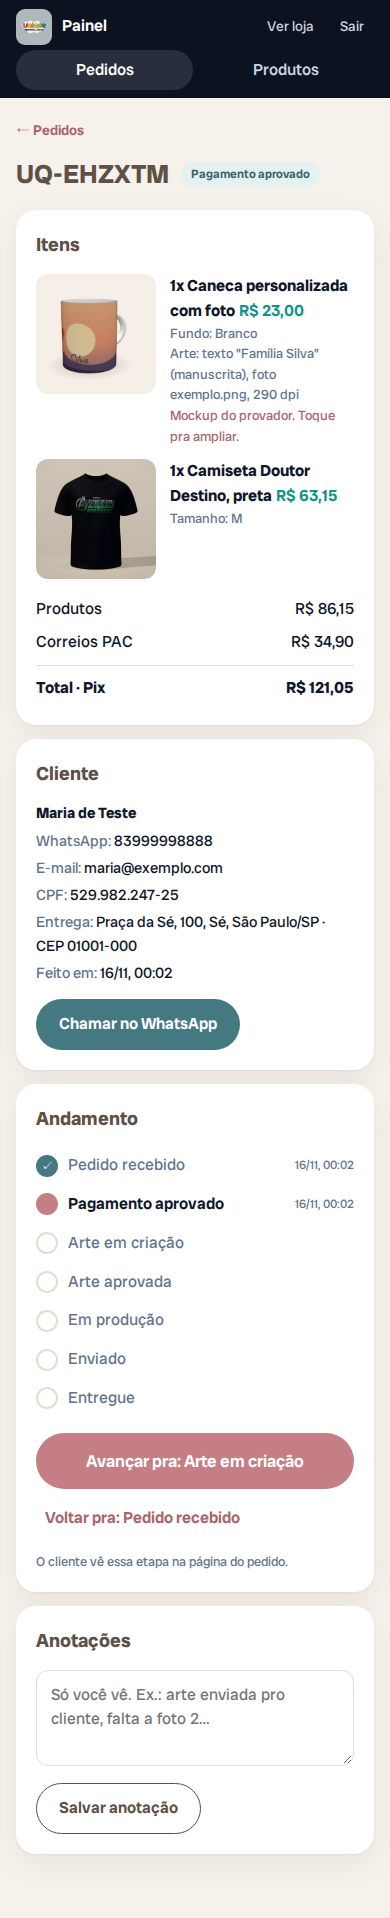 Painel
Ver loja
Sair
Pedidos
Produtos
← Pedidos
UQ-EHZXTM
Pagamento aprovado
Itens
1x Caneca personalizada
com foto R$ 23,00
Fundo: Branco
Arte: texto "Família Silva"
(manuscrita), foto
exemplo.png, 290 dpi
Mockup do provador. Toque
pra ampliar.
Silva
1x Camiseta Doutor
Destino, preta R$ 63,15
Tamanho: M
Produtos R$ 86,15
Correios PAC R$ 34,90
Total · Pix R$ 121,05
Cliente
Maria de Teste
WhatsApp: 83999998888
E-mail: maria@exemplo.com
CPF: 529.982.247-25
Entrega: Praça da Sé, 100, Sé, São Paulo/SP ·
CEP 01001-000
Feito em: 16/11, 00:02
Chamar no WhatsApp
Andamento
✓ Pedido recebido 16/11, 00:02
Pagamento aprovado 16/11, 00:02
Arte em criação
Arte aprovada
Em produção
Enviado
Entregue
Avançar pra: Arte em criação
Voltar pra: Pedido recebido
O cliente vê essa etapa na página do pedido.
Anotações
Só você vê. Ex.: arte enviada pro
cliente, falta a foto 2...
Salvar anotação